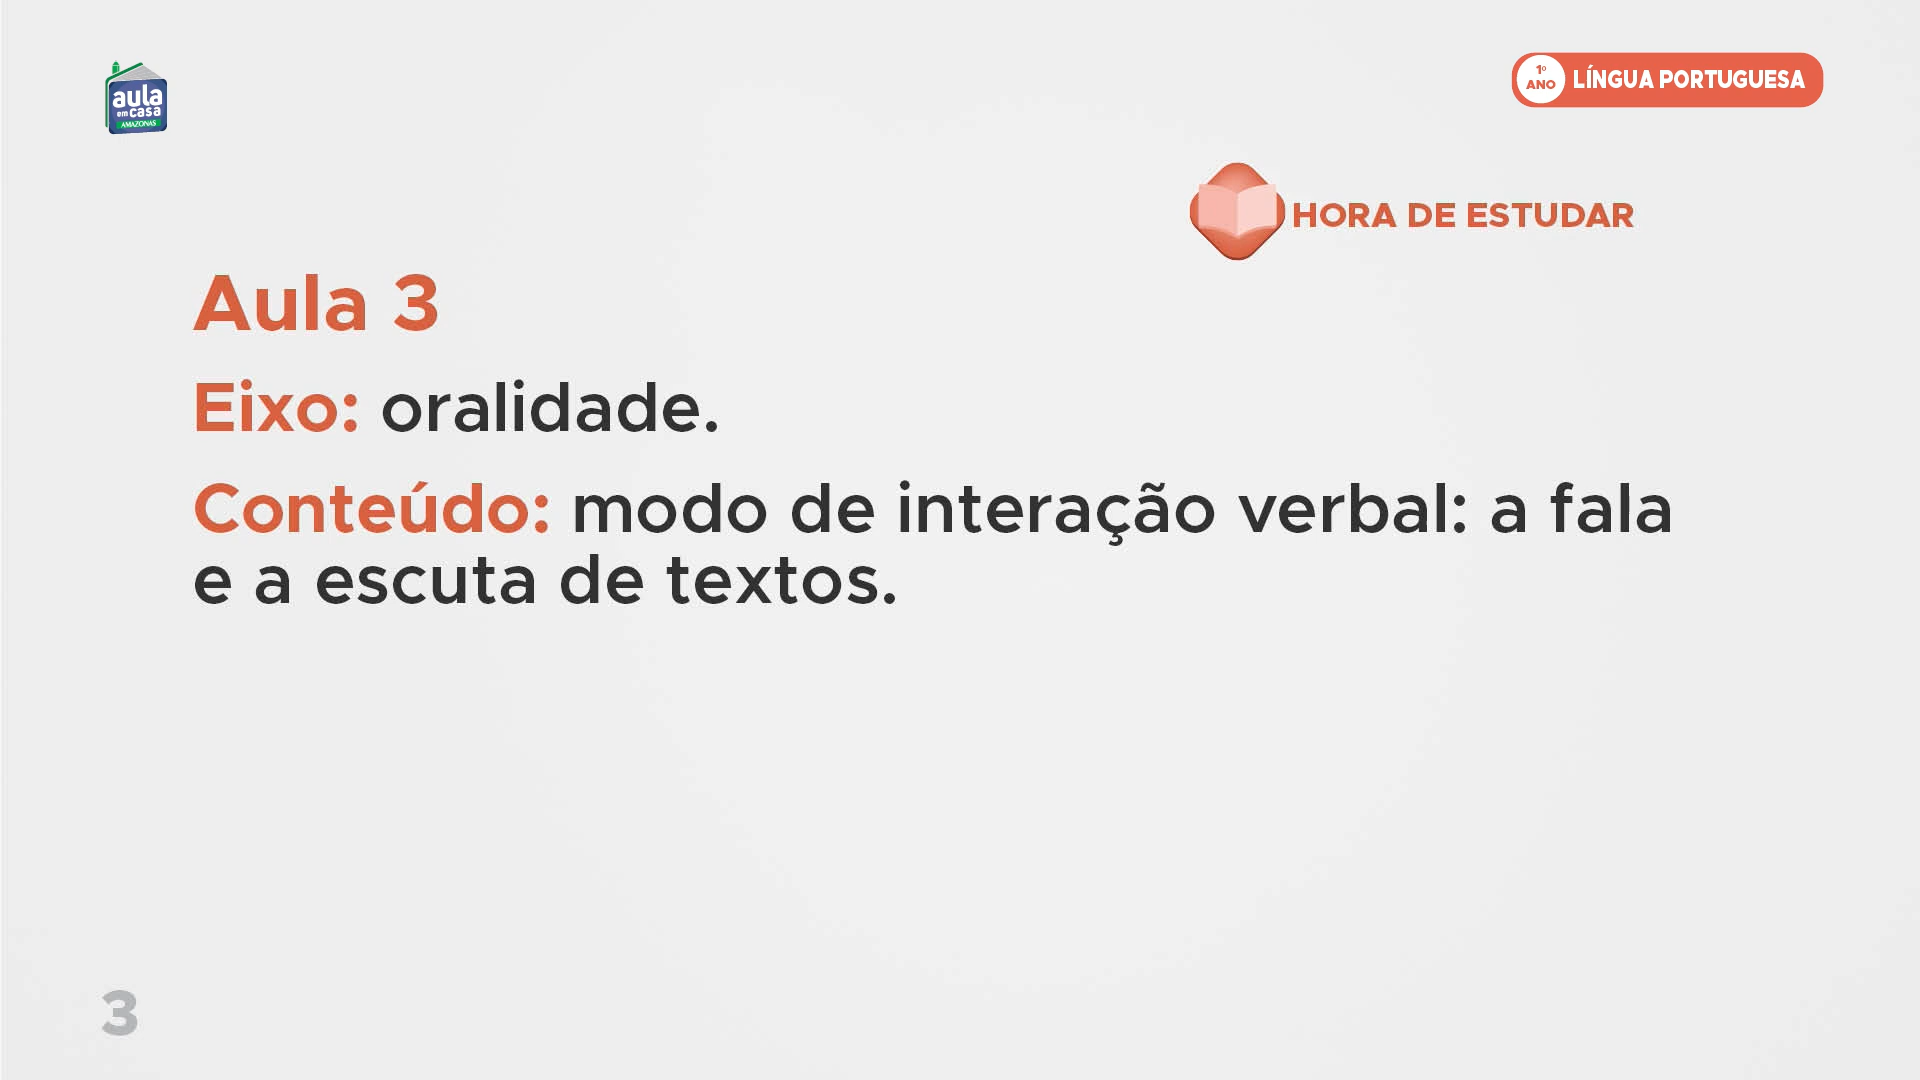 aula
em casa
AMAZONAS
1º
ANO
LÍNGUA PORTUGUESA
HORA DE ESTUDAR
Aula 3
Eixo: oralidade.
Conteúdo: modo de interação verbal: a fala
e a escuta de textos.
3